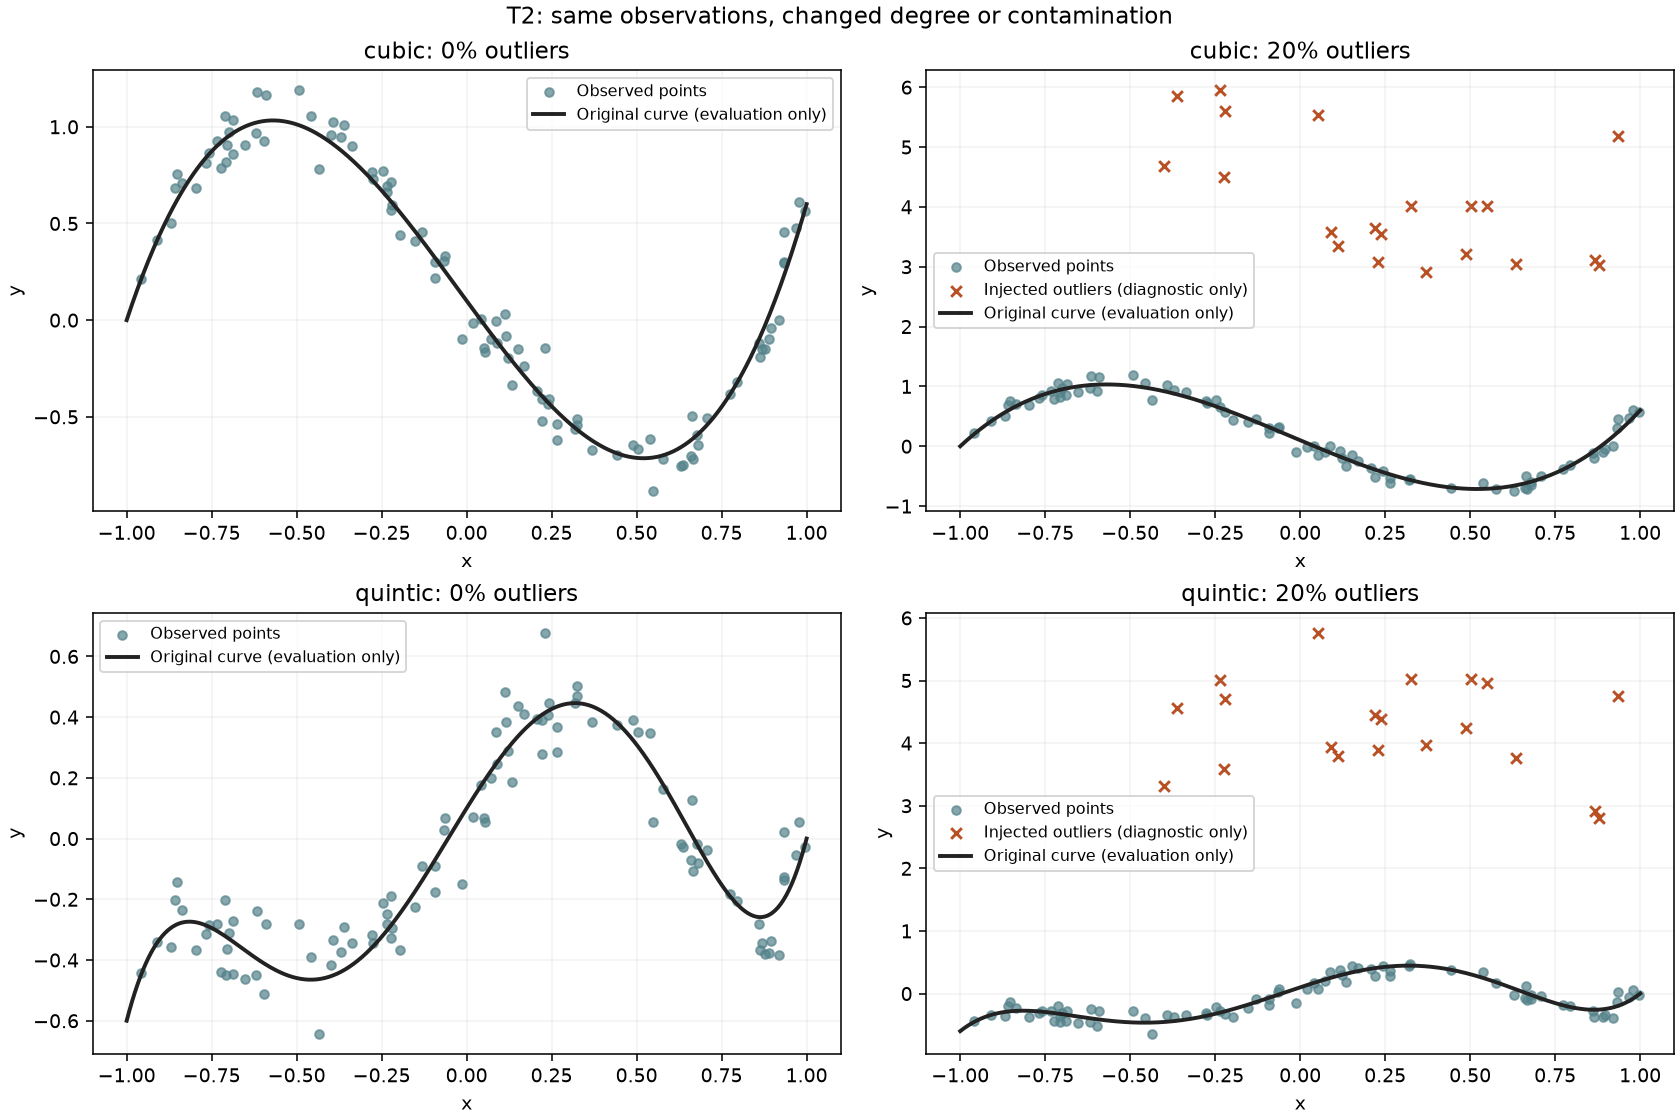 T2: same observations, changed degree or contamination
cubic: 0% outliers
Observed points
Original curve (evaluation only)
1.0
0.5
0.0
−0.5
y
−1.00 −0.75 −0.50 −0.25 0.00 0.25 0.50 0.75 1.00
x
cubic: 20% outliers
6
5
4
3
2
1
0
−1
y
Observed points
Injected outliers (diagnostic only)
Original curve (evaluation only)
−1.00 −0.75 −0.50 −0.25 0.00 0.25 0.50 0.75 1.00
x
quintic: 0% outliers
Observed points
Original curve (evaluation only)
0.6
0.4
0.2
0.0
−0.2
−0.4
−0.6
y
−1.00 −0.75 −0.50 −0.25 0.00 0.25 0.50 0.75 1.00
x
quintic: 20% outliers
6
5
4
3
2
1
0
y
Observed points
Injected outliers (diagnostic only)
Original curve (evaluation only)
−1.00 −0.75 −0.50 −0.25 0.00 0.25 0.50 0.75 1.00
x